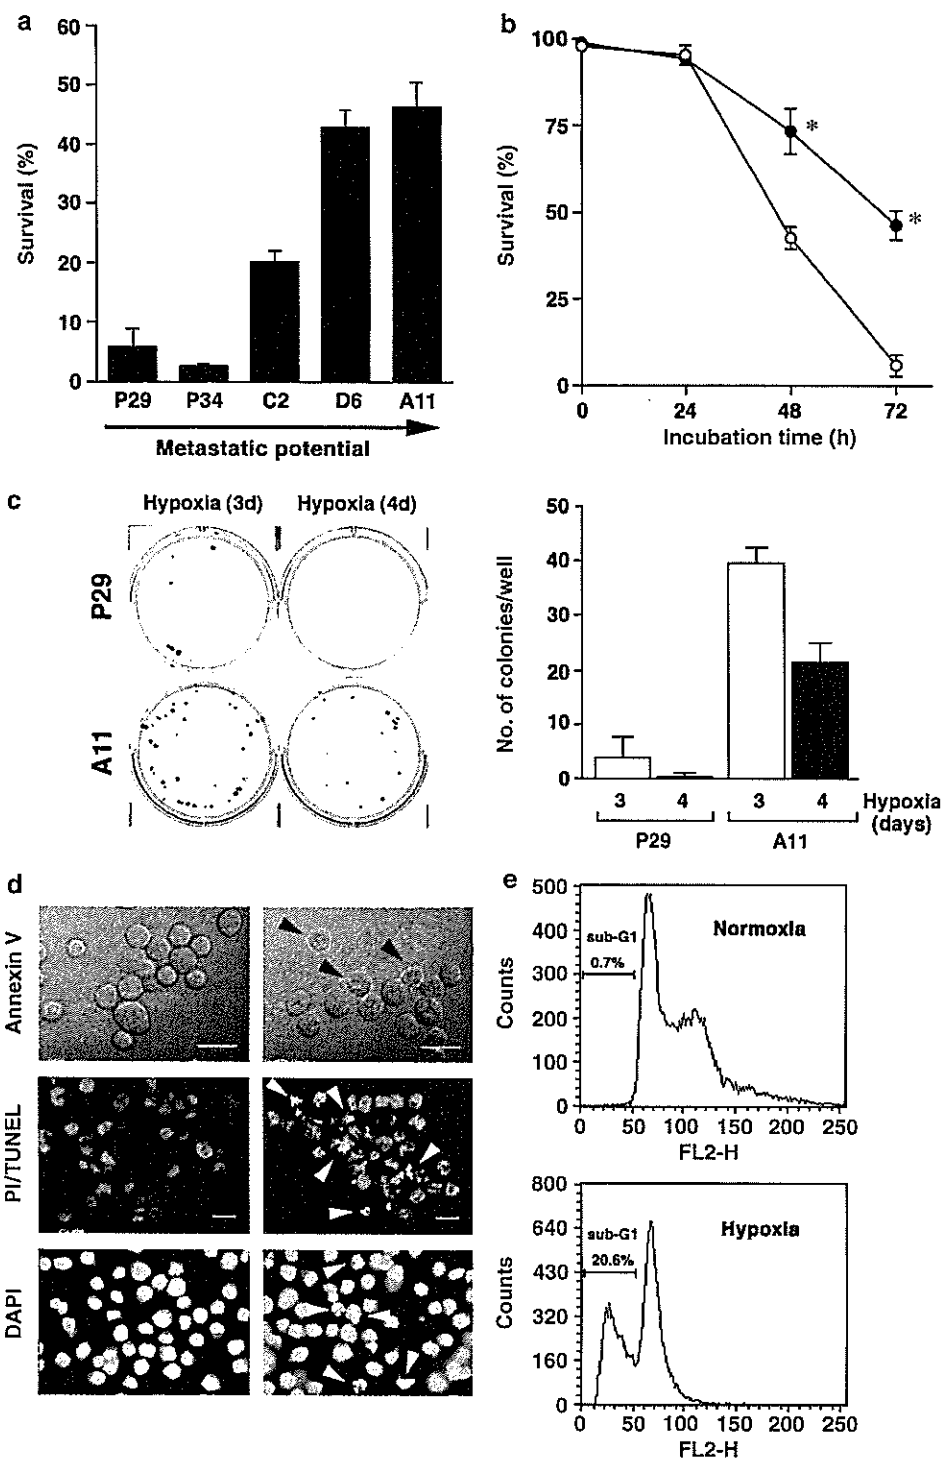 a
60
50
40
30
20
10
0
Survival (%)
P29 P34 C2 D6 A11
Metastatic potential
b
100
75
50
25
0
Survival (%)
* *
0 24 48 72
Incubation time (h)
c
Hypoxia (3d) Hypoxia (4d)
P29
A11
50
40
30
20
10
0
No. of colonies/well
3 4 3 4 Hypoxia
(days)
P29 A11
d
Annexin V
PI/TUNEL
DAPI
e
500
400
300
200
100
0
Counts
Normoxia
sub-G1
0.7%
0 50 100 150 200 250
FL2-H
800
640
430
320
160
0
Counts
Hypoxia
sub-G1
20.6%
0 50 100 150 200 250
FL2-H